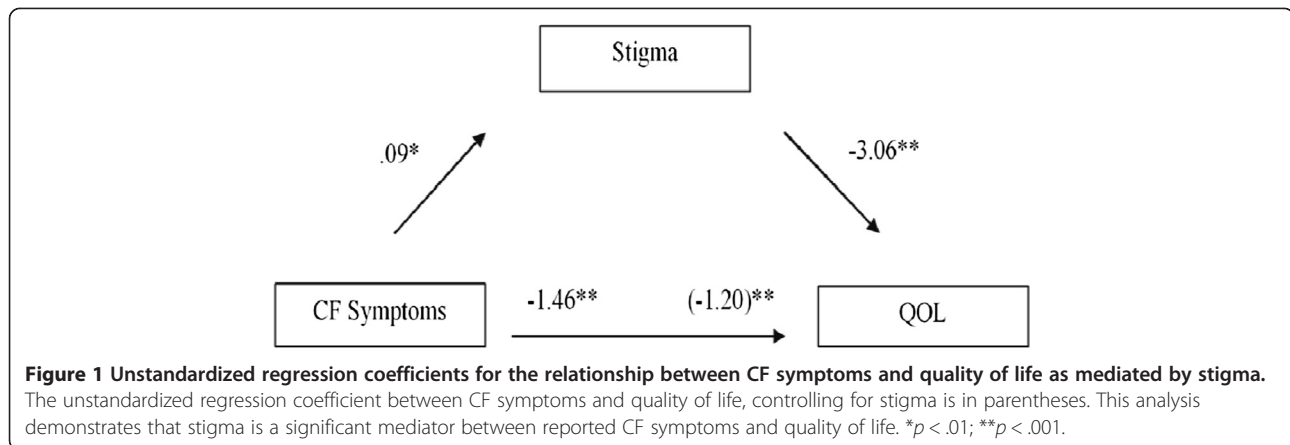 Stigma
.09*
-3.06**
CF Symptoms
-1.46**
(-1.20)**
QOL
Figure 1 Unstandardized regression coefficients for the relationship between CF symptoms and quality of life as mediated by stigma.
The unstandardized regression coefficient between CF symptoms and quality of life, controlling for stigma is in parentheses. This analysis
demonstrates that stigma is a significant mediator between reported CF symptoms and quality of life. *p < .01; **p < .001.